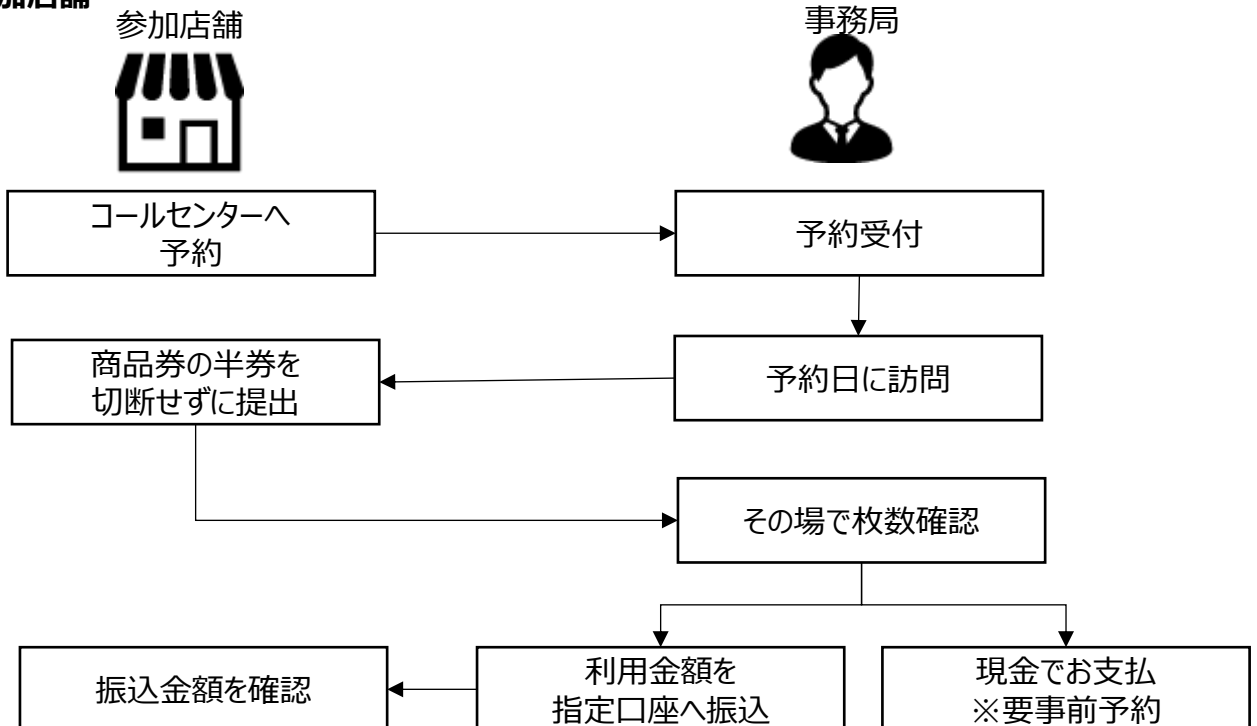 加店舗
参加店舗
事務局
コールセンターへ
予約
予約受付
商品券の半券を
切断せずに提出
予約日に訪問
その場で枚数確認
振込金額を確認
利用金額を
指定口座へ振込
現金でお支払
※要事前予約